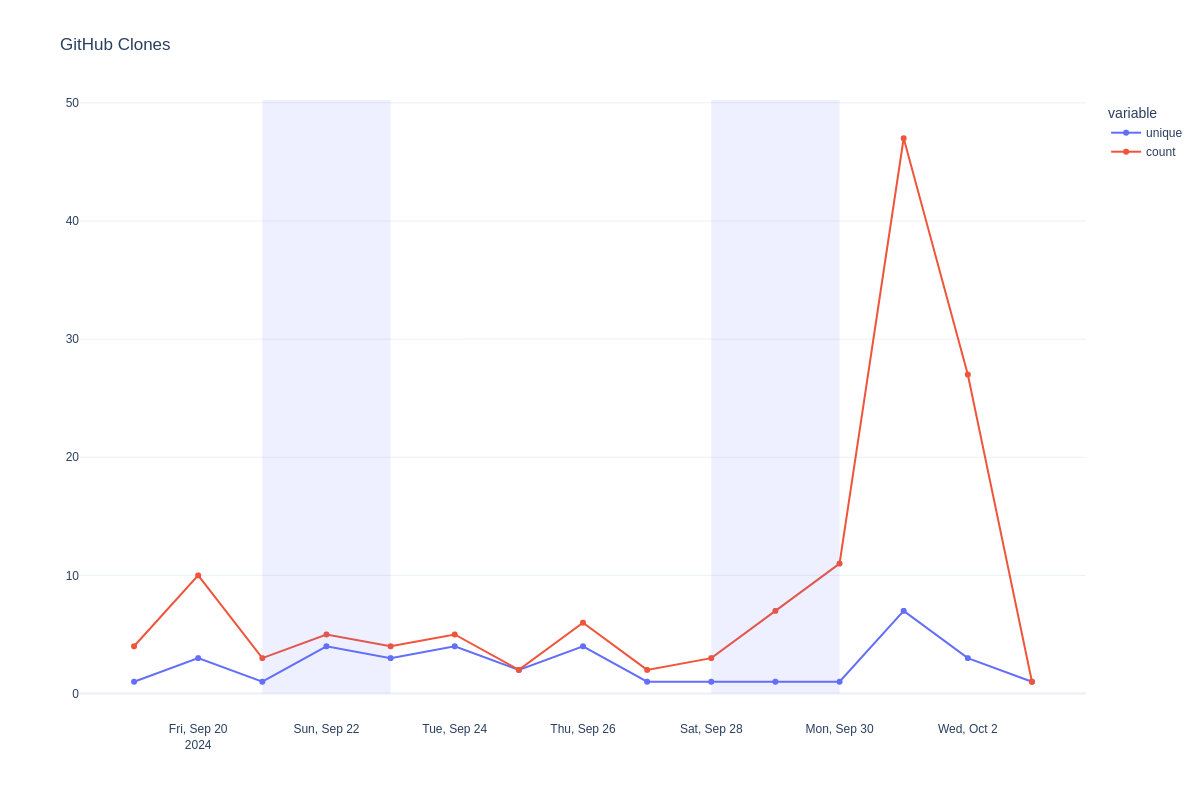 GitHub Clones
50
40
30
20
10
0
Fri, Sep 20
2024
Sun, Sep 22
Tue, Sep 24
Thu, Sep 26
Sat, Sep 28
Mon, Sep 30
Wed, Oct 2
variable
unique
count